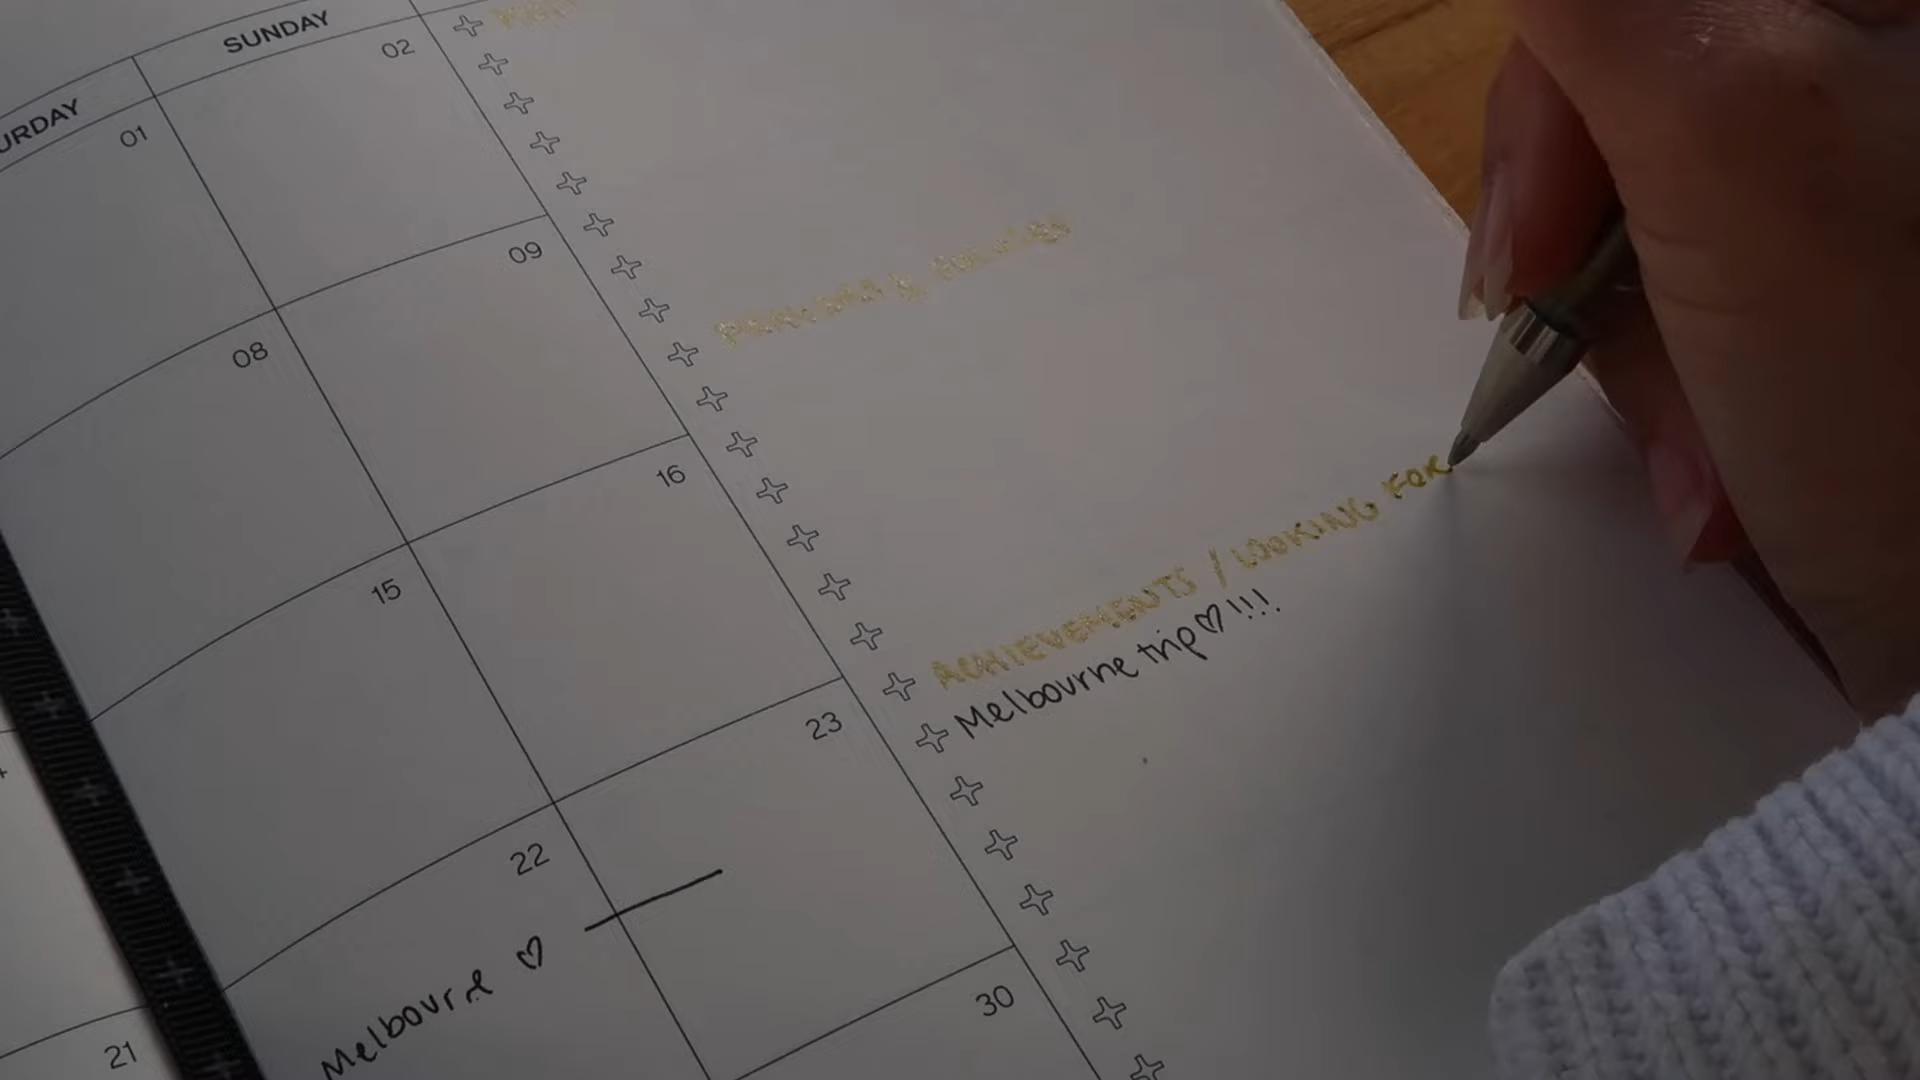 URDAY SUNDAY
01 02
08 09
15 16
22 23
21 30
Melbourne ♡
ACHIEVEMENTS / LOOKING FOR
Melbourne trip ♡!!!